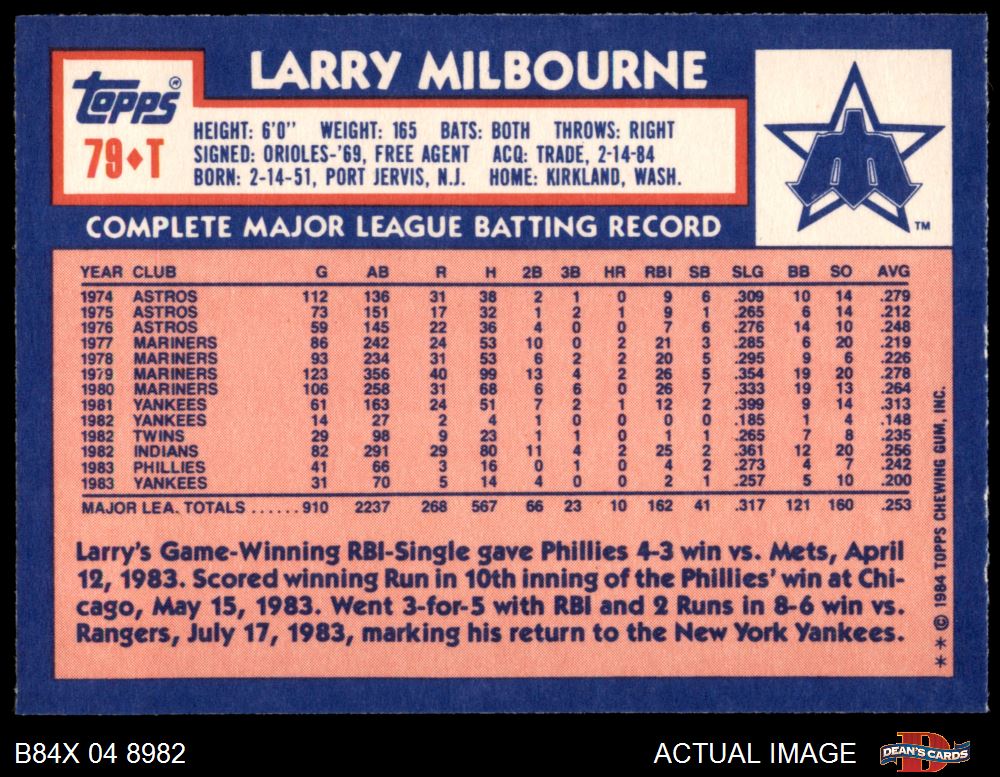 LARRY MILBOURNE
Topps®
79♦T
HEIGHT: 6'0" WEIGHT: 165 BATS: BOTH THROWS: RIGHT
SIGNED: ORIOLES-'69, FREE AGENT ACQ: TRADE, 2-14-84
BORN: 2-14-51, PORT JERVIS, N.J. HOME: KIRKLAND, WASH.
TM
COMPLETE MAJOR LEAGUE BATTING RECORD
YEAR CLUB G AB R H 2B 3B HR RBI SB SLG BB SO AVG
1974 ASTROS 112 136 31 38 2 1 0 9 6 .309 10 14 .279
1975 ASTROS 73 151 17 32 1 2 1 9 1 .265 6 14 .212
1976 ASTROS 59 145 22 36 4 0 0 7 6 .276 14 10 .248
1977 MARINERS 86 242 24 53 10 0 2 21 3 .285 6 20 .219
1978 MARINERS 93 234 31 53 6 2 2 20 5 .295 9 6 .226
1979 MARINERS 123 356 40 99 13 4 2 26 5 .354 19 20 .278
1980 MARINERS 106 258 31 68 6 6 0 26 7 .333 19 13 .264
1981 YANKEES 61 163 24 51 7 2 1 12 2 .399 9 14 .313
1982 YANKEES 14 27 2 4 1 0 0 0 0 .185 1 4 .148
1982 TWINS 29 98 9 23 1 1 0 1 1 .265 7 8 .235
1982 INDIANS 82 291 29 80 11 4 2 25 2 .361 12 20 .256
1983 PHILLIES 41 66 3 16 0 1 0 4 2 .273 4 7 .242
1983 YANKEES 31 70 5 14 4 0 0 2 1 .257 5 10 .200
MAJOR LEA. TOTALS ......910 2237 268 567 66 23 10 162 41 .317 121 160 .253
Larry's Game-Winning RBI-Single gave Phillies 4-3 win vs. Mets, April
12, 1983. Scored winning Run in 10th inning of the Phillies' win at Chi-
cago, May 15, 1983. Went 3-for-5 with RBI and 2 Runs in 8-6 win vs.
Rangers, July 17, 1983, marking his return to the New York Yankees.
* * © 1984 TOPPS CHEWING GUM, INC.
B84X 04 8982
ACTUAL IMAGE
D
DEAN'S CARDS